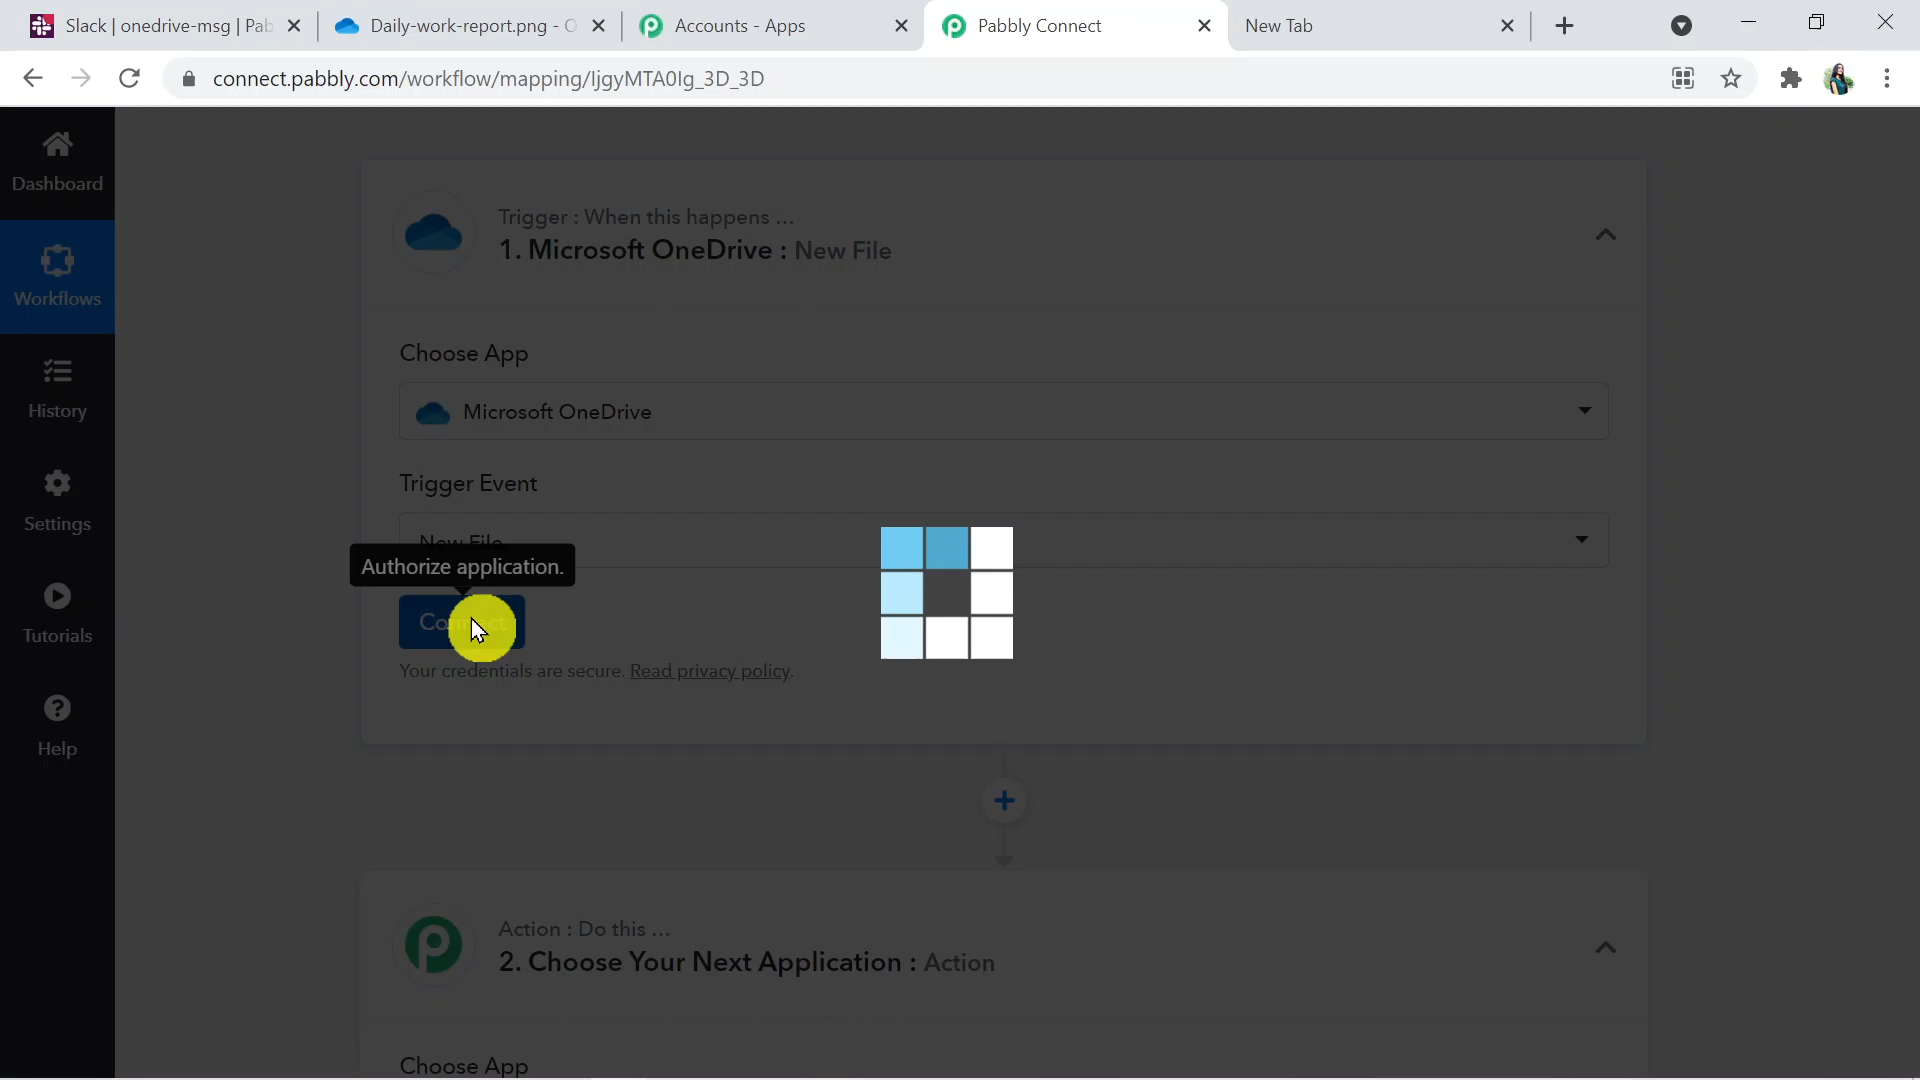 Slack | onedrive-msg | Pab
Daily-work-report.png - O
Accounts - Apps
Pabbly Connect
New Tab
connect.pabbly.com/workflow/mapping/IjgyMTA0Ig_3D_3D
Dashboard
Workflows
History
Settings
Tutorials
Help
Trigger : When this happens ...
1. Microsoft OneDrive : New File
Choose App
Microsoft OneDrive
Trigger Event
New File
Authorize application.
Connect
Your credentials are secure. Read privacy policy.
Action : Do this ...
2. Choose Your Next Application : Action
Choose App